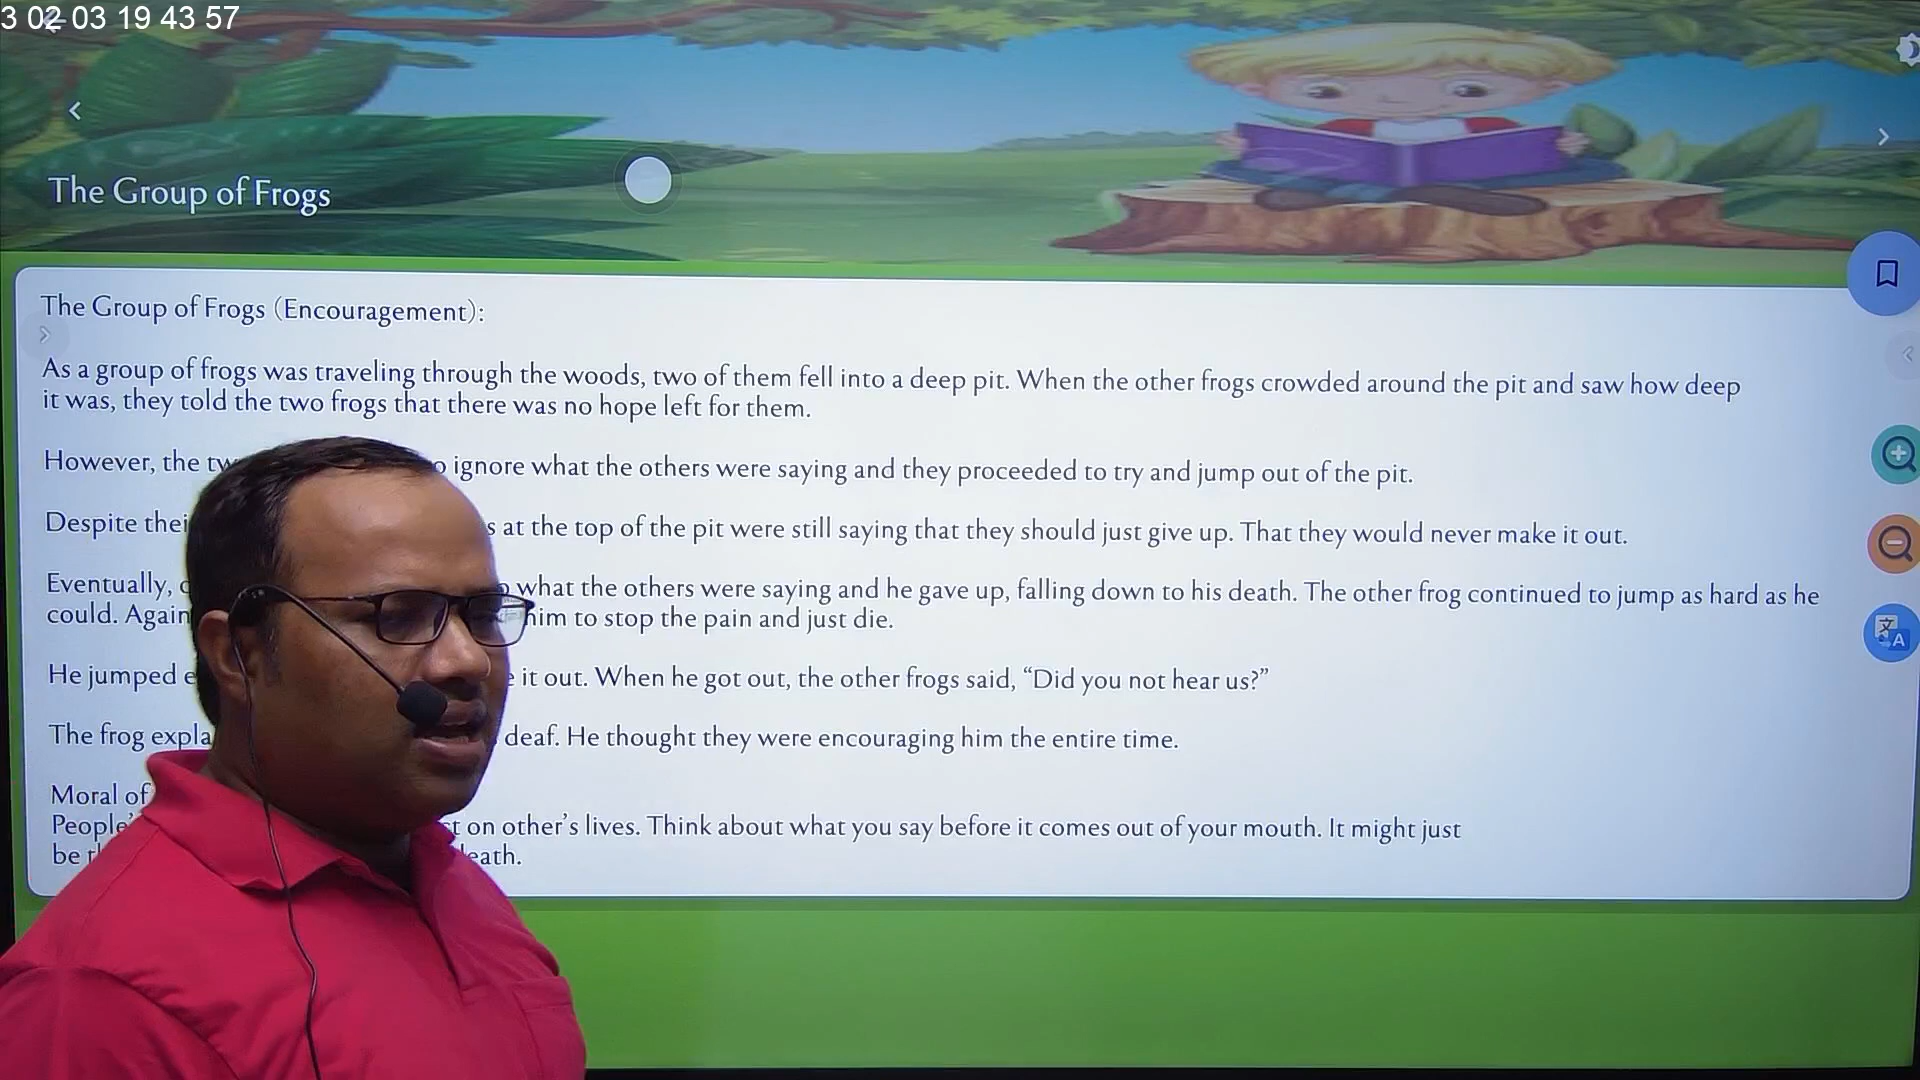 3 02 03 19 43 57
The Group of Frogs
The Group of Frogs (Encouragement):
As a group of frogs was traveling through the woods, two of them fell into a deep pit. When the other frogs crowded around the pit and saw how deep
it was, they told the two frogs that there was no hope left for them.
However, the ignore what the others were saying and they proceeded to try and jump out of the pit.
Despite at the top of the pit were still saying that they should just give up. That they would never make it out.
Eventually, what the others were saying and he gave up, falling down to his death. The other frog continued to jump as hard as he
could. him to stop the pain and just die.
He jumped it out. When he got out, the other frogs said, “Did you not hear us?”
The frog deaf. He thought they were encouraging him the entire time.
Moral of
on other’s lives. Think about what you say before it comes out of your mouth. It might just
be